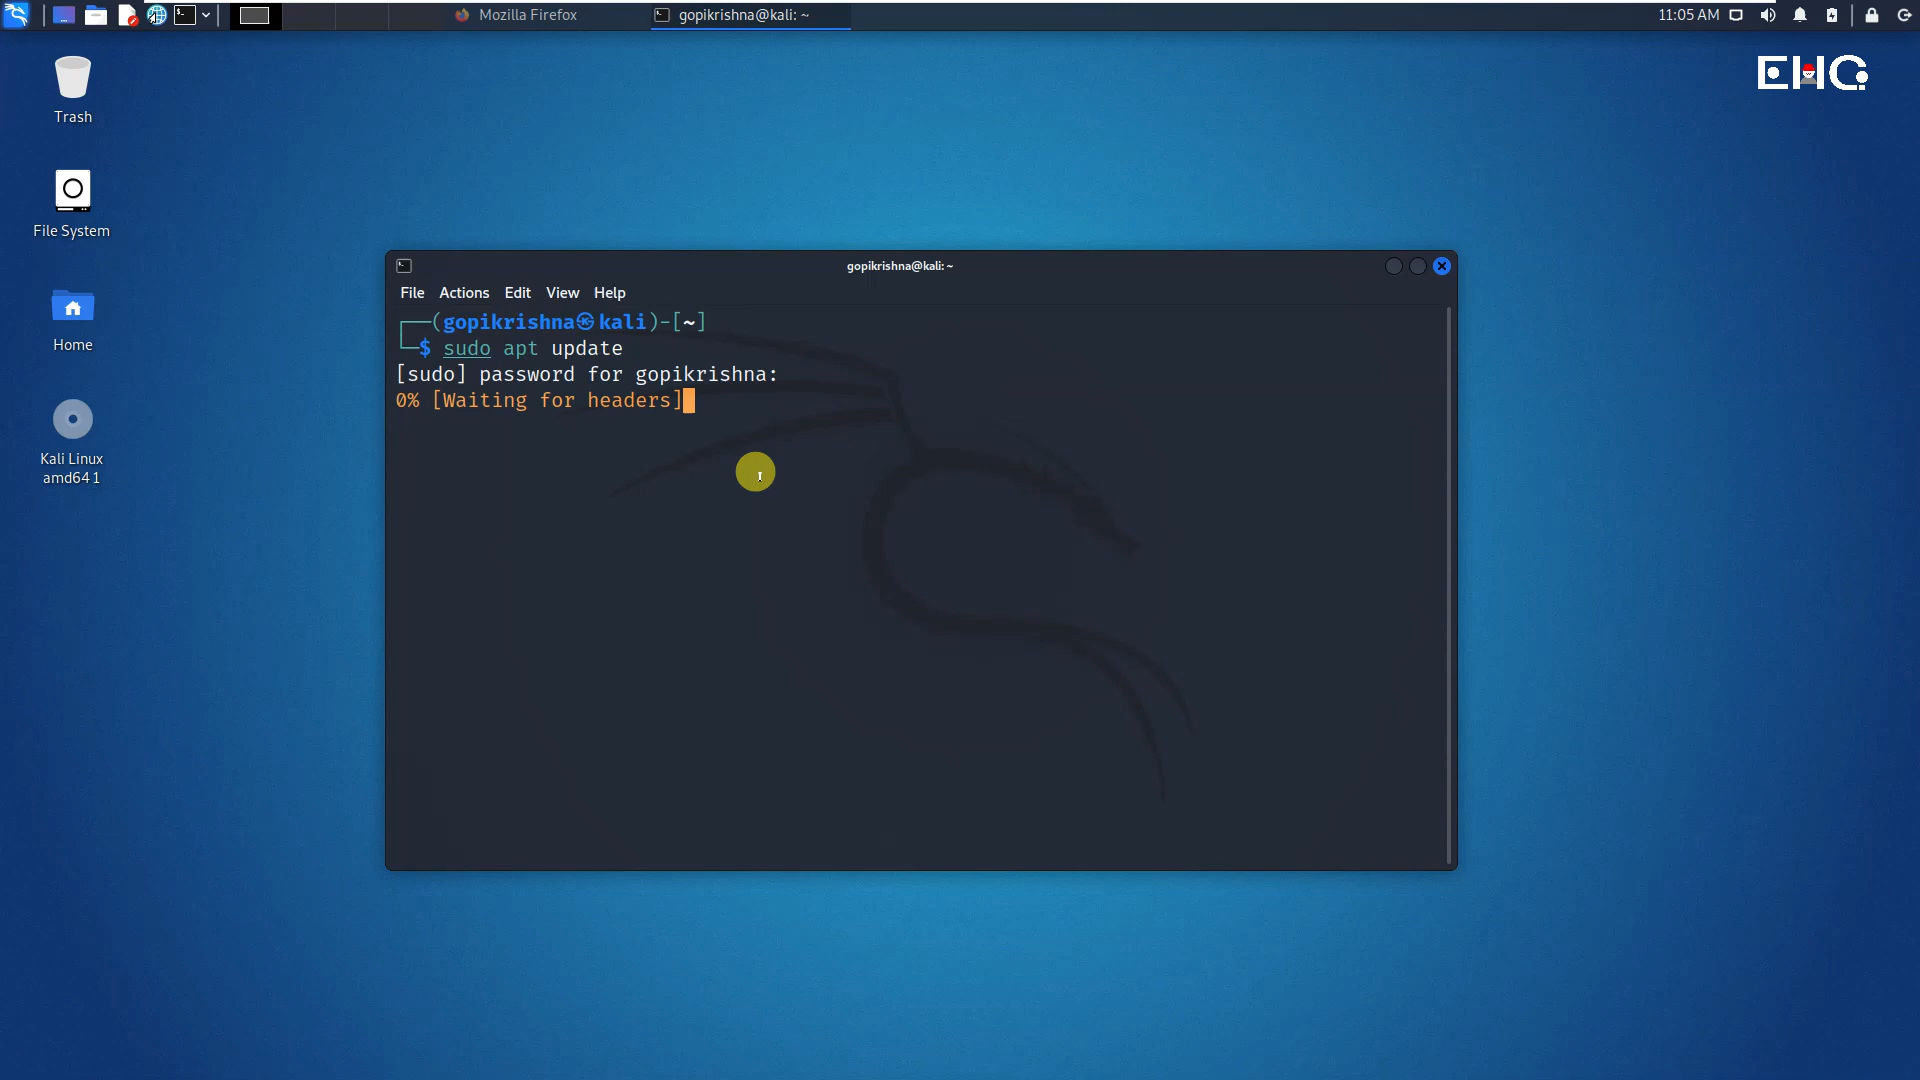 Mozilla Firefox
gopikrishna@kali: ~
11:05 AM
EHG
Trash
File System
Home
Kali Linux
amd64 1
gopikrishna@kali: ~
File Actions Edit View Help
┌──(gopikrishna㉿kali)-[~]
└─$ sudo apt update
[sudo] password for gopikrishna:
0% [Waiting for headers]